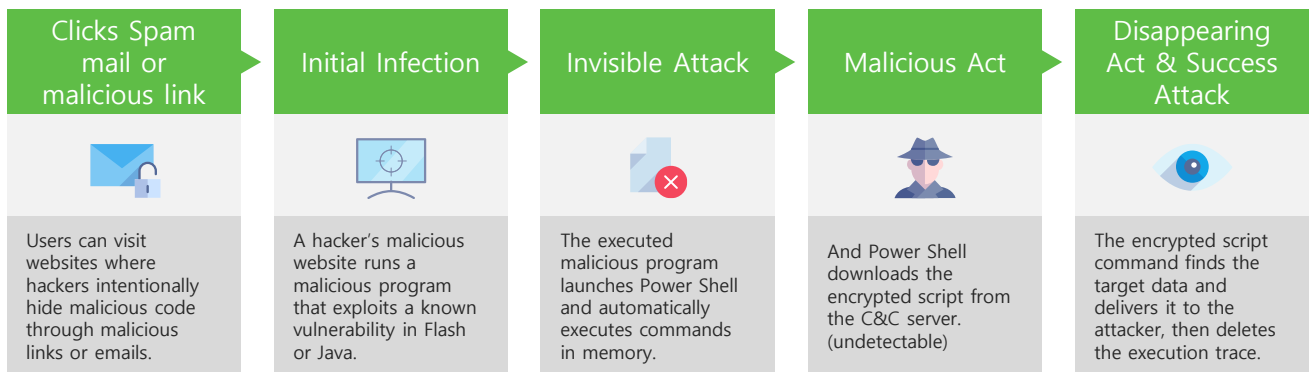 Clicks Spam
mail or
malicious link
Users can visit
websites where
hackers intentionally
hide malicious code
through malicious
links or emails.
Initial Infection
A hacker's malicious
website runs a
malicious program
that exploits a known
vulnerability in Flash
or Java.
Invisible Attack
The executed
malicious program
launches Power Shell
and automatically
executes commands
in memory.
Malicious Act
And Power Shell
downloads the
encrypted script from
the C&C server.
(undetectable)
Disappearing
Act & Success
Attack
The encrypted script
command finds the
target data and
delivers it to the
attacker, then deletes
the execution trace.